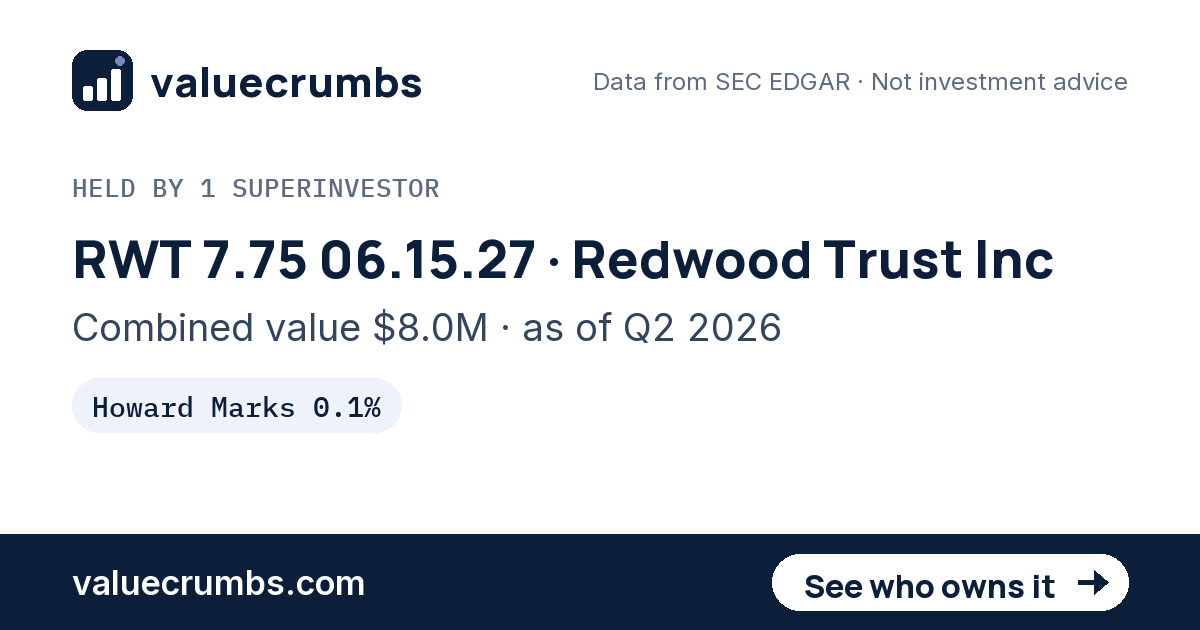 valuecrumbs
Data from SEC EDGAR · Not investment advice
HELD BY 1 SUPERINVESTOR
RWT 7.75 06.15.27 · Redwood Trust Inc
Combined value $8.0M · as of Q2 2026
Howard Marks 0.1%
valuecrumbs.com
See who owns it →